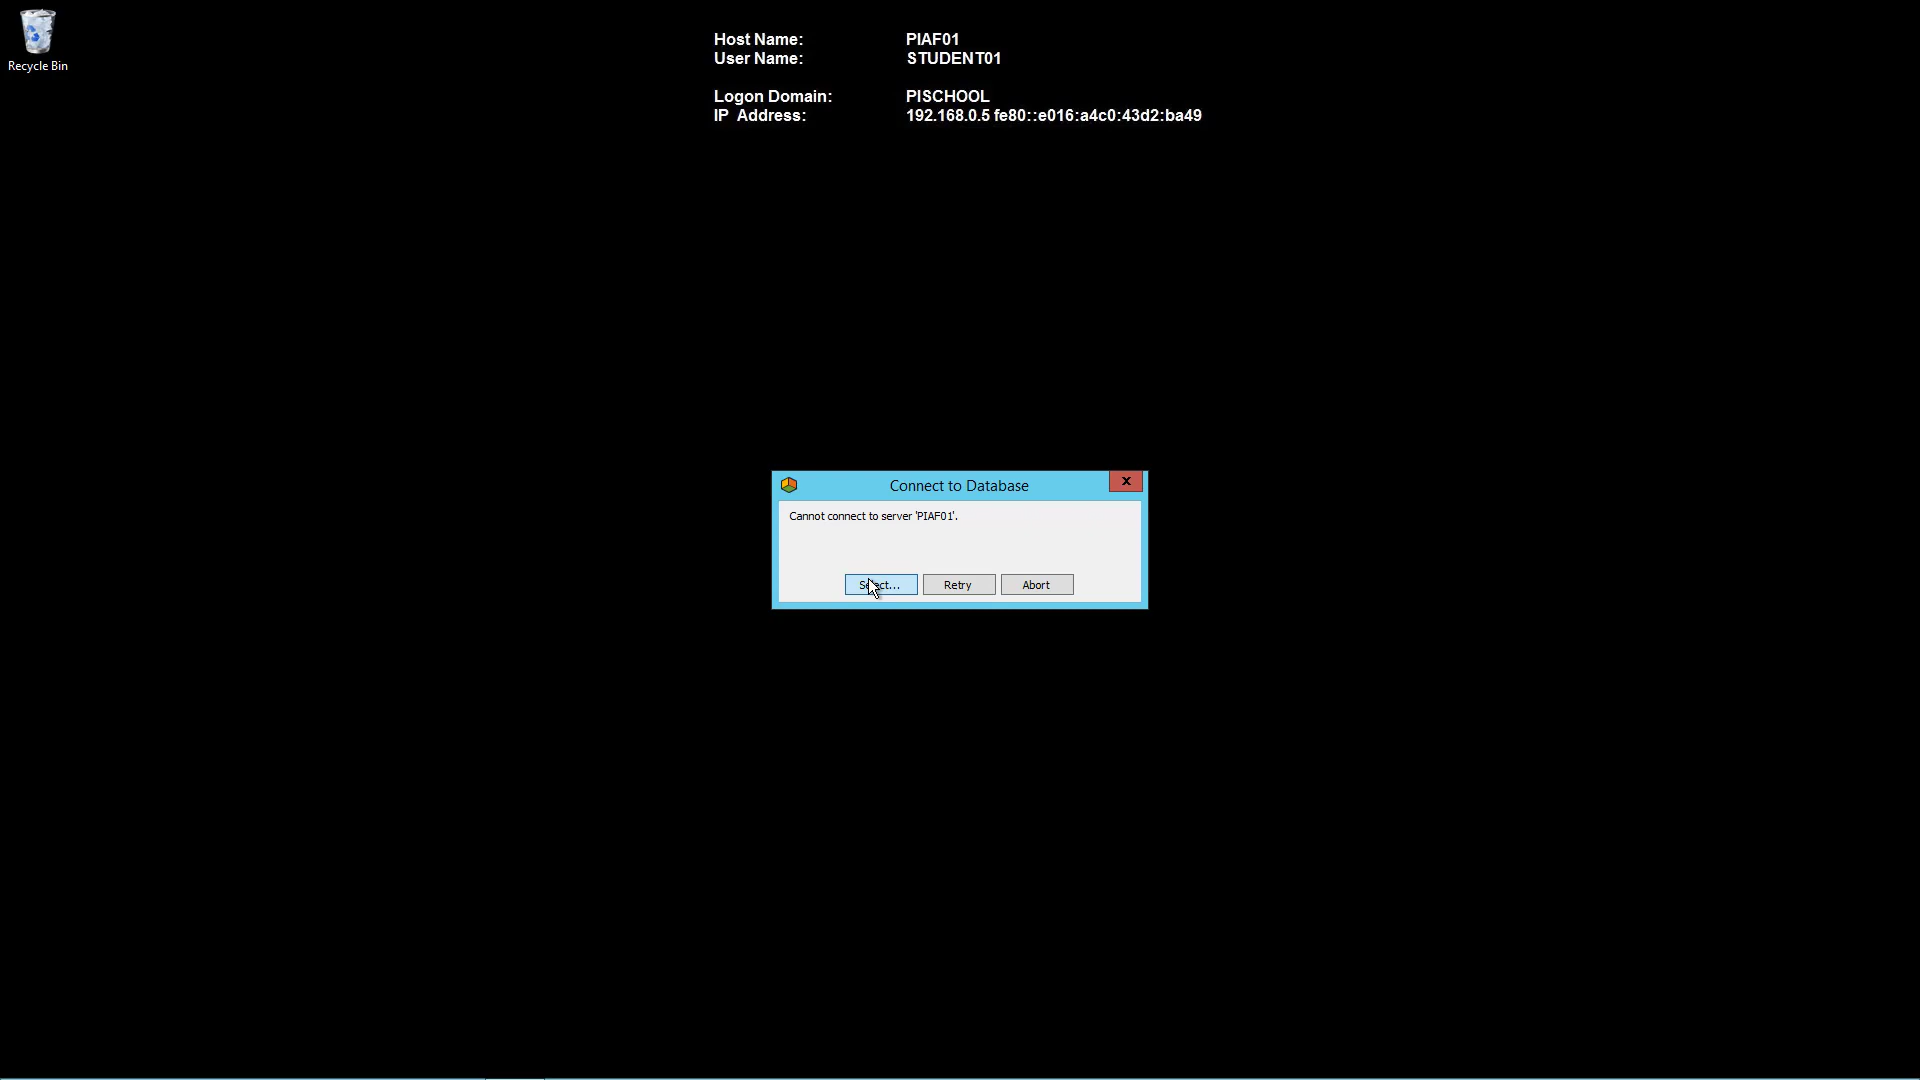 Recycle Bin
Host Name: PIAF01
User Name: STUDENT01
Logon Domain: PISCHOOL
IP Address: 192.168.0.5 fe80::e016:a4c0:43d2:ba49
Connect to Database
x
Cannot connect to server 'PIAF01'.
Select... Retry Abort